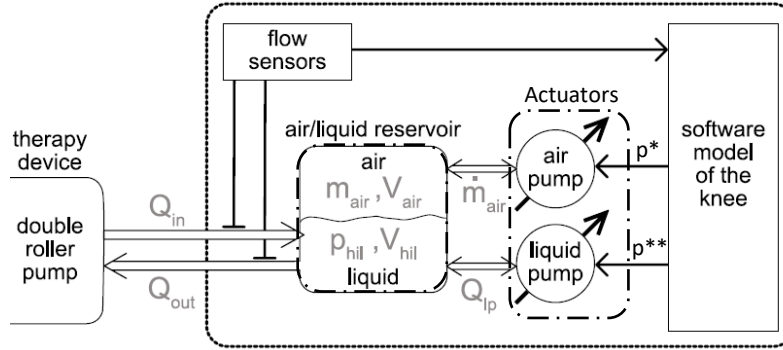 flow
sensors
Actuators
therapy
device
air/liquid reservoir
air
m_air , V_air
ṁ_air
air
pump
p*
software
model
of the
knee
double
roller
pump
Q_in
p_hil , V_hil
liquid
Q_out
Q_lp
liquid
pump
p**